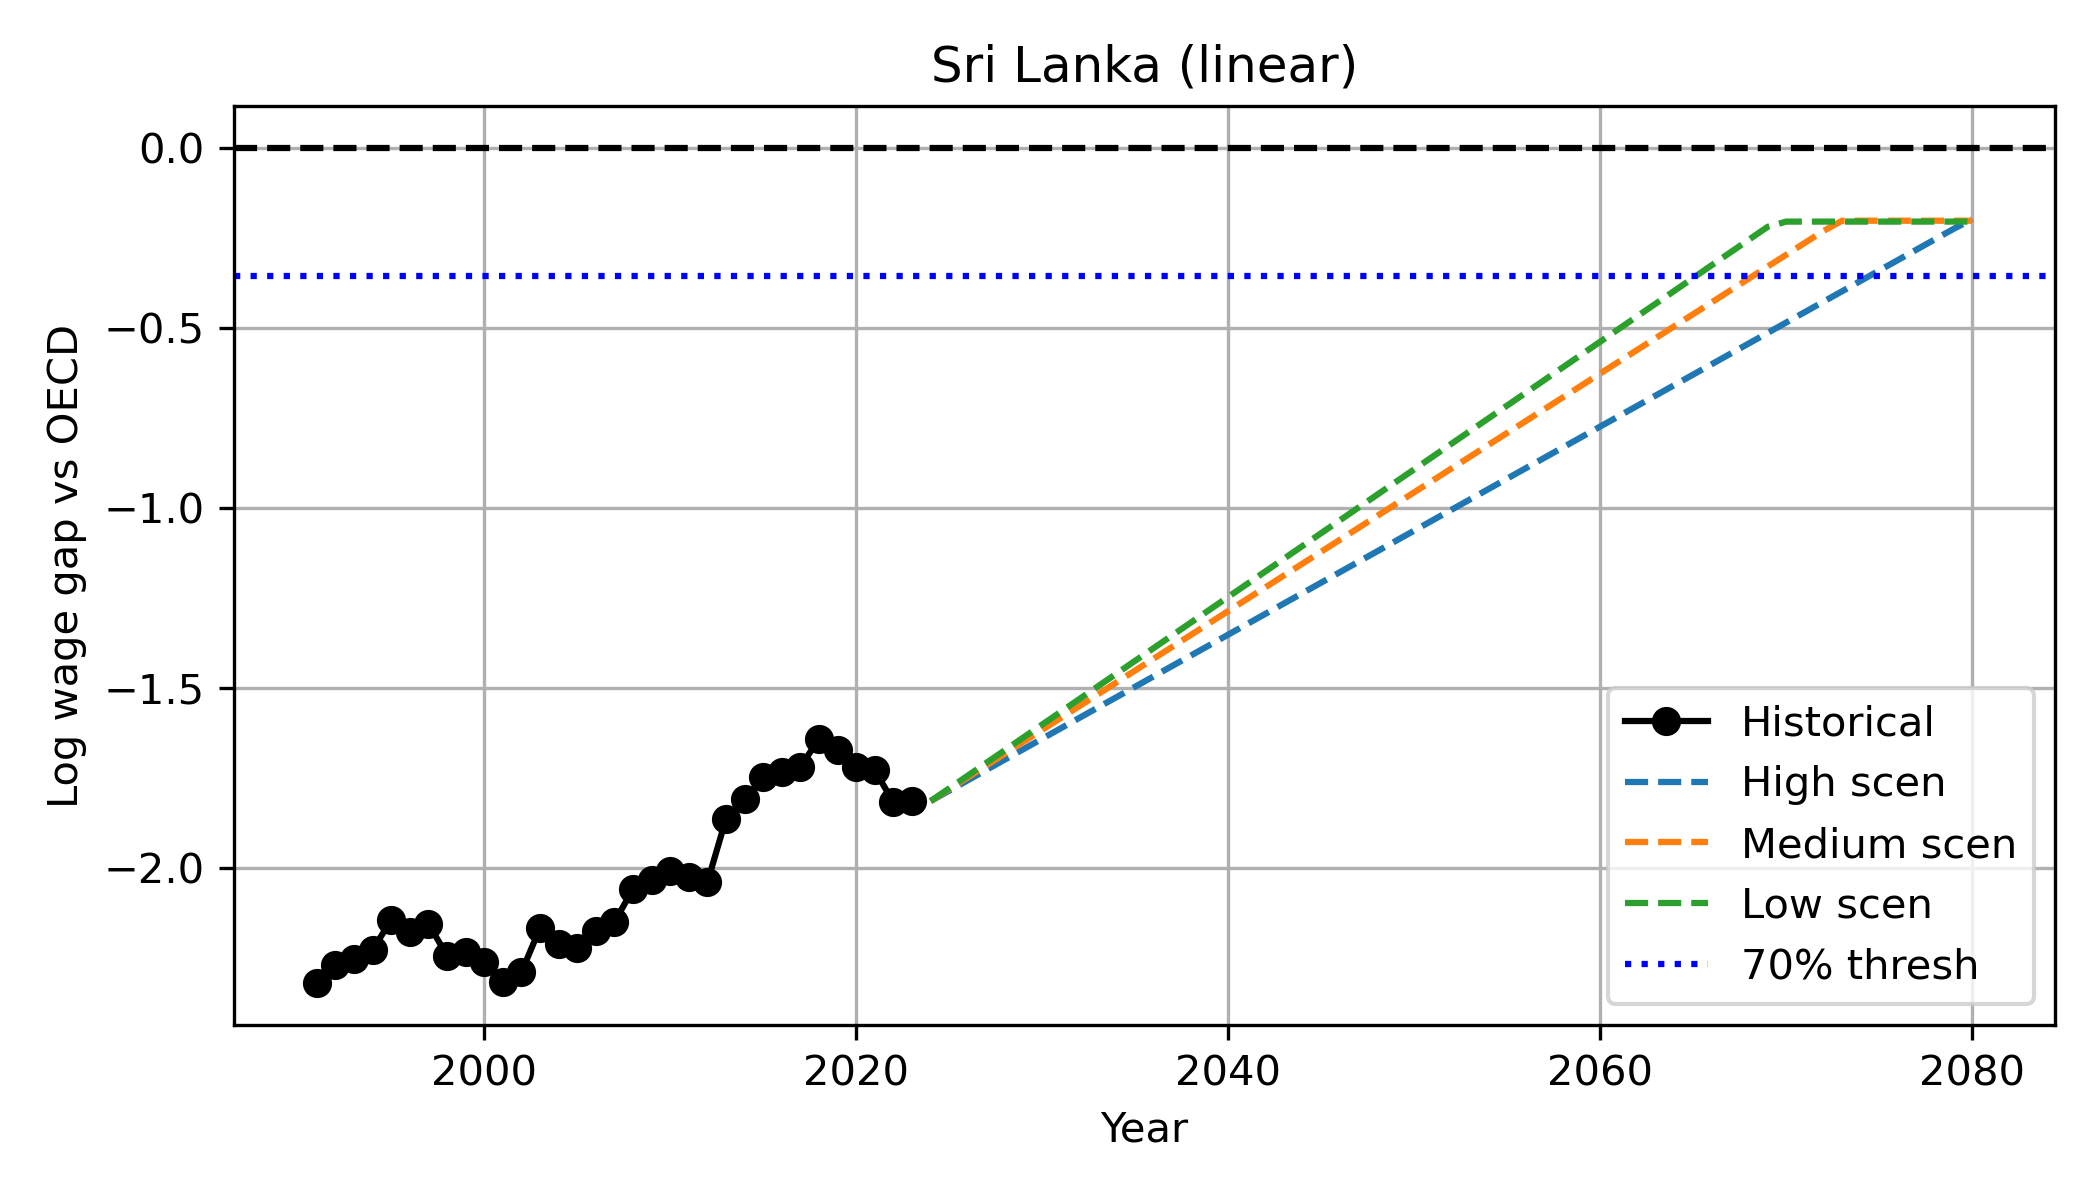 Sri Lanka (linear)
Log wage gap vs OECD
0.0
−0.5
−1.0
−1.5
−2.0
Historical
High scen
Medium scen
Low scen
70% thresh
2000 2020 2040 2060 2080
Year